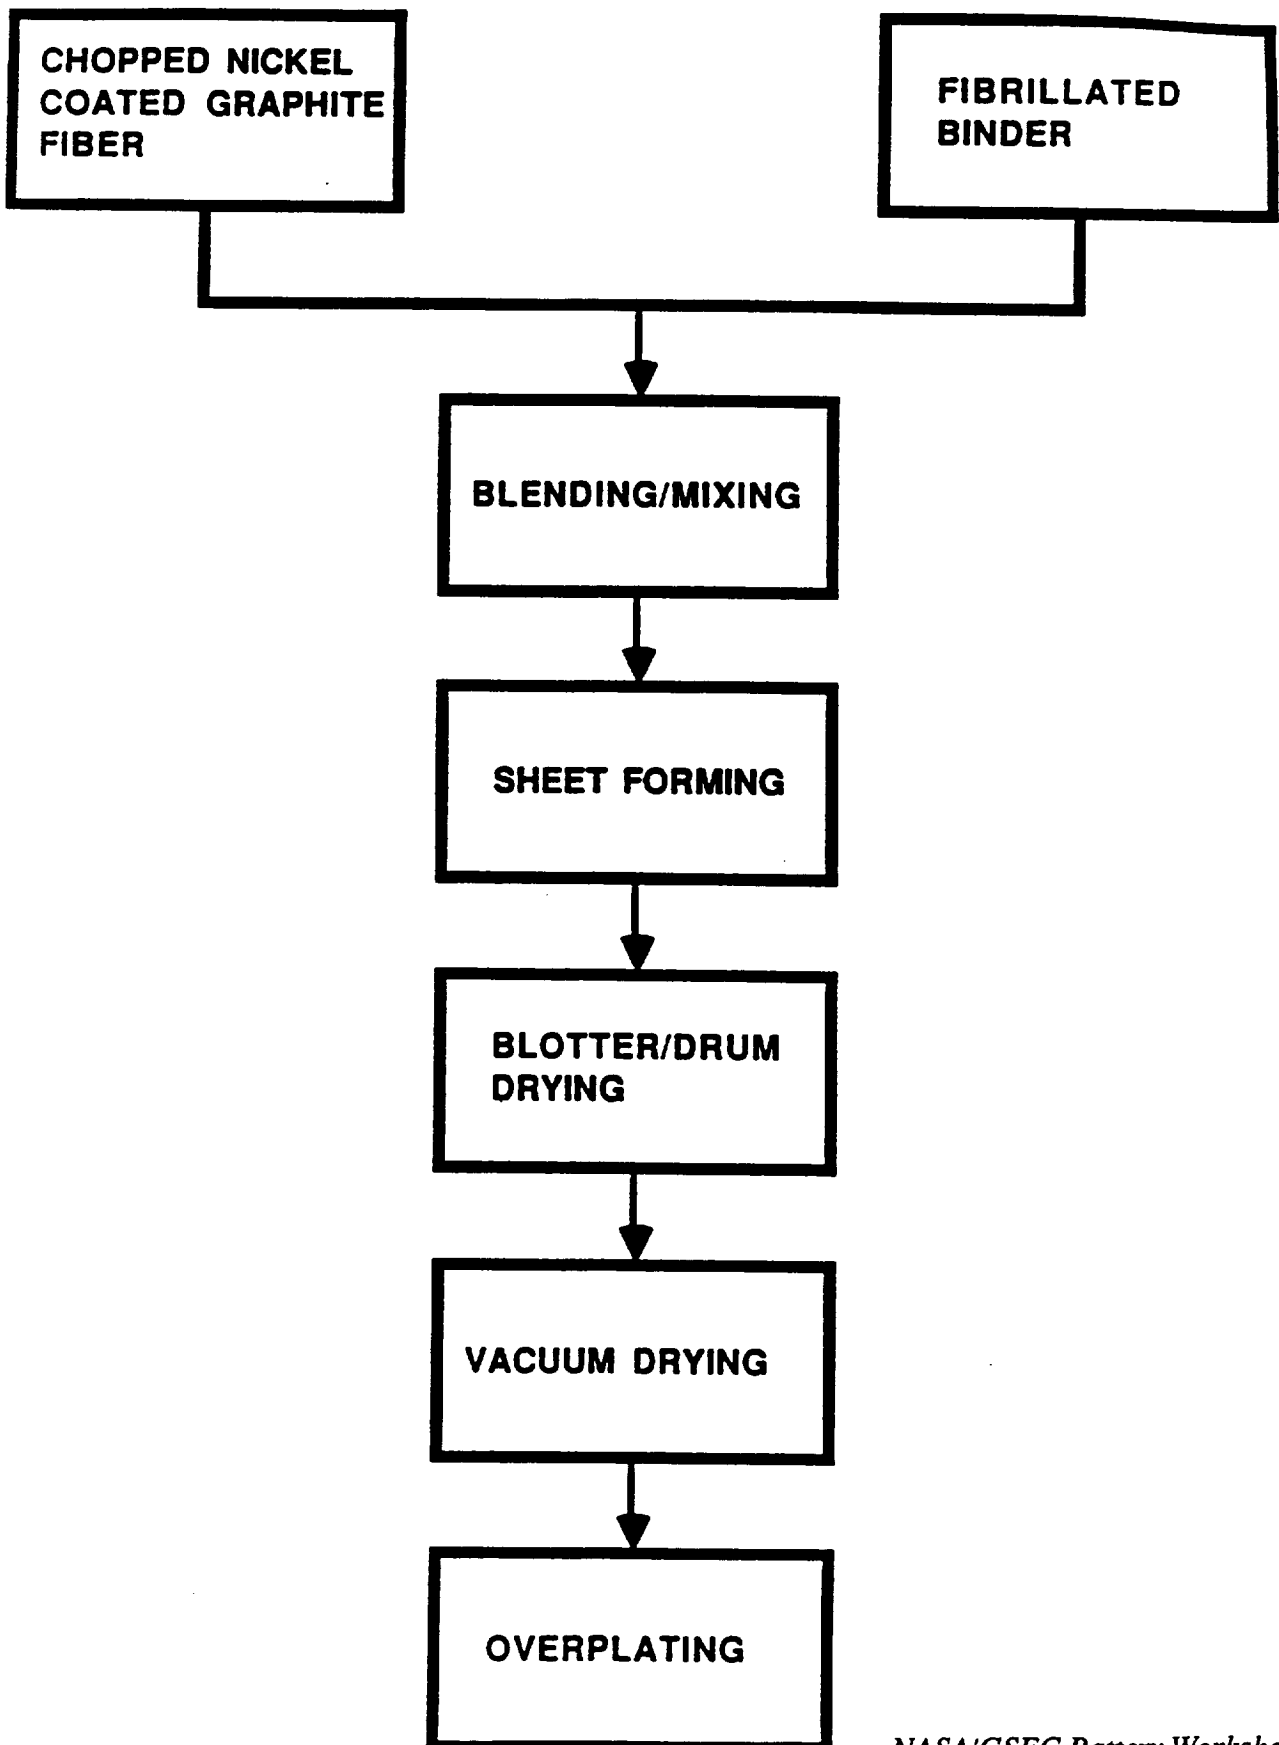 CHOPPED NICKEL
COATED GRAPHITE
FIBER
FIBRILLATED
BINDER
BLENDING/MIXING
SHEET FORMING
BLOTTER/DRUM
DRYING
VACUUM DRYING
OVERPLATING